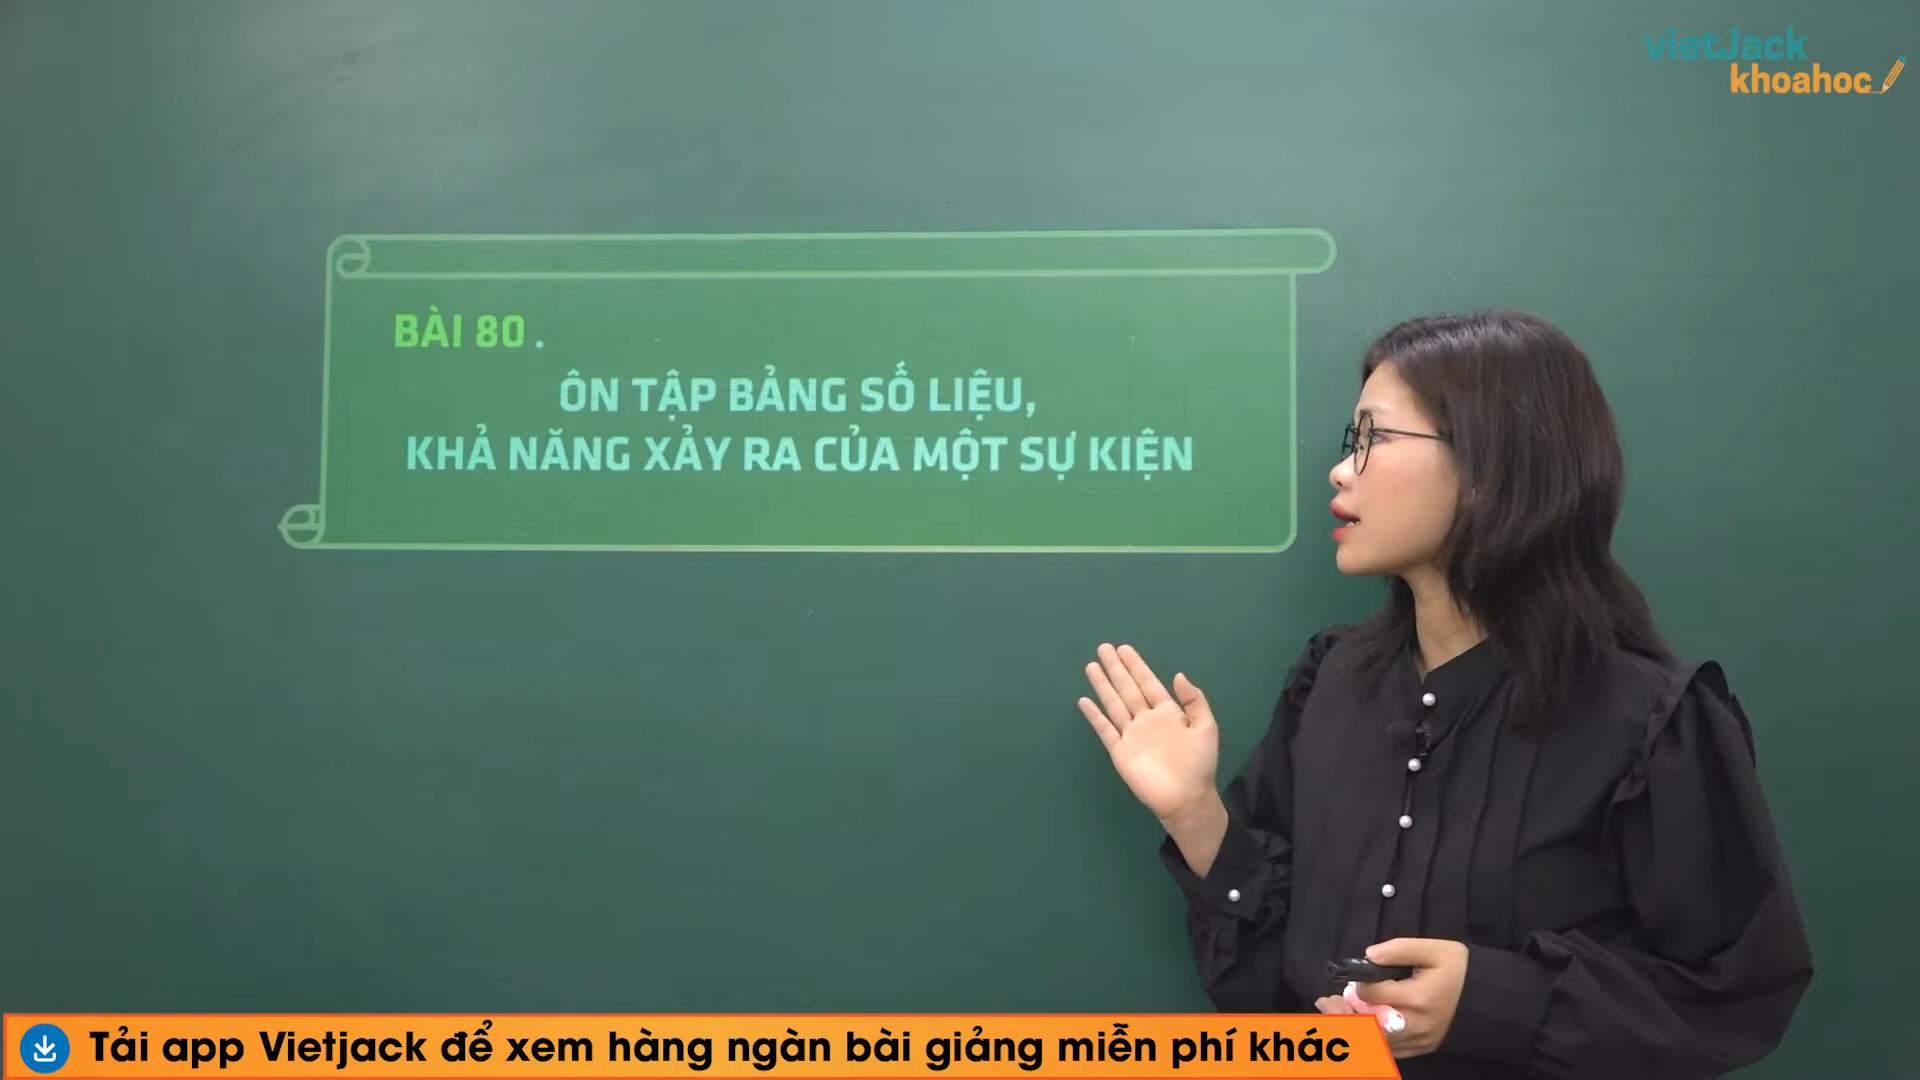 vietJack
khoahoc
BÀI 80 .
ÔN TẬP BẢNG SỐ LIỆU,
KHẢ NĂNG XẢY RA CỦA MỘT SỰ KIỆN
Tải app Vietjack để xem hàng ngàn bài giảng miễn phí khác